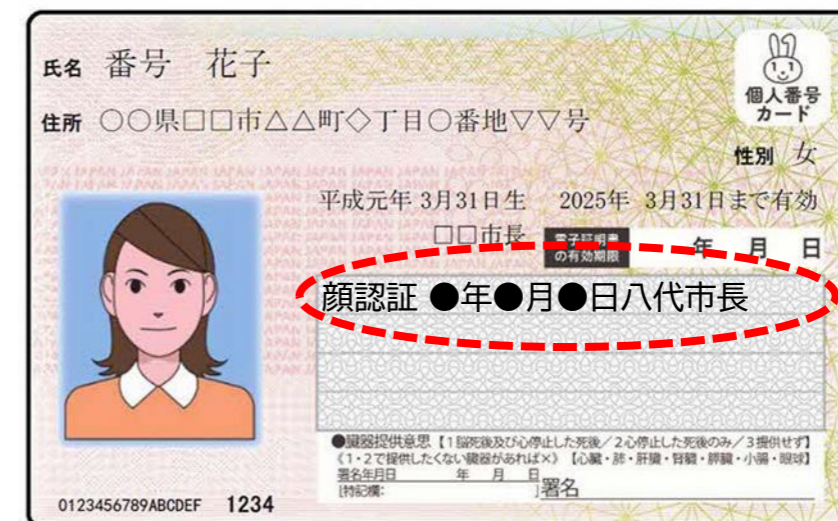 氏名 番号 花子
個人番号
カード
住所 ○○県□□市△△町◇丁目○番地▽▽号
性別 女
平成元年 3月31日生 2025年 3月31日まで有効
□□市長
電子証明書
の有効期限
年 月 日
顔認証 ●年●月●日八代市長
●臓器提供意思【1脳死後及び心停止した死後／2心停止した死後のみ／3提供せず】
《1・2で提供したくない臓器があれば×》【心臓・肺・肝臓・腎臓・膵臓・小腸・眼球】
署名年月日 年 月 日
[特記欄: ] 署名
0123456789ABCDEF 1234